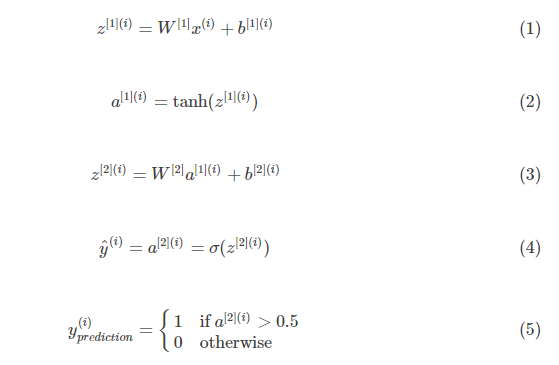 z^{[1](i)} = W^{[1]} x^{(i)} + b^{[1](i)} (1)
a^{[1](i)} = tanh(z^{[1](i)}) (2)
z^{[2](i)} = W^{[2]} a^{[1](i)} + b^{[2](i)} (3)
ŷ^{(i)} = a^{[2](i)} = σ(z^{[2](i)}) (4)
y^{(i)}_{prediction} = { 1 if a^{[2](i)} > 0.5 (5)
0 otherwise